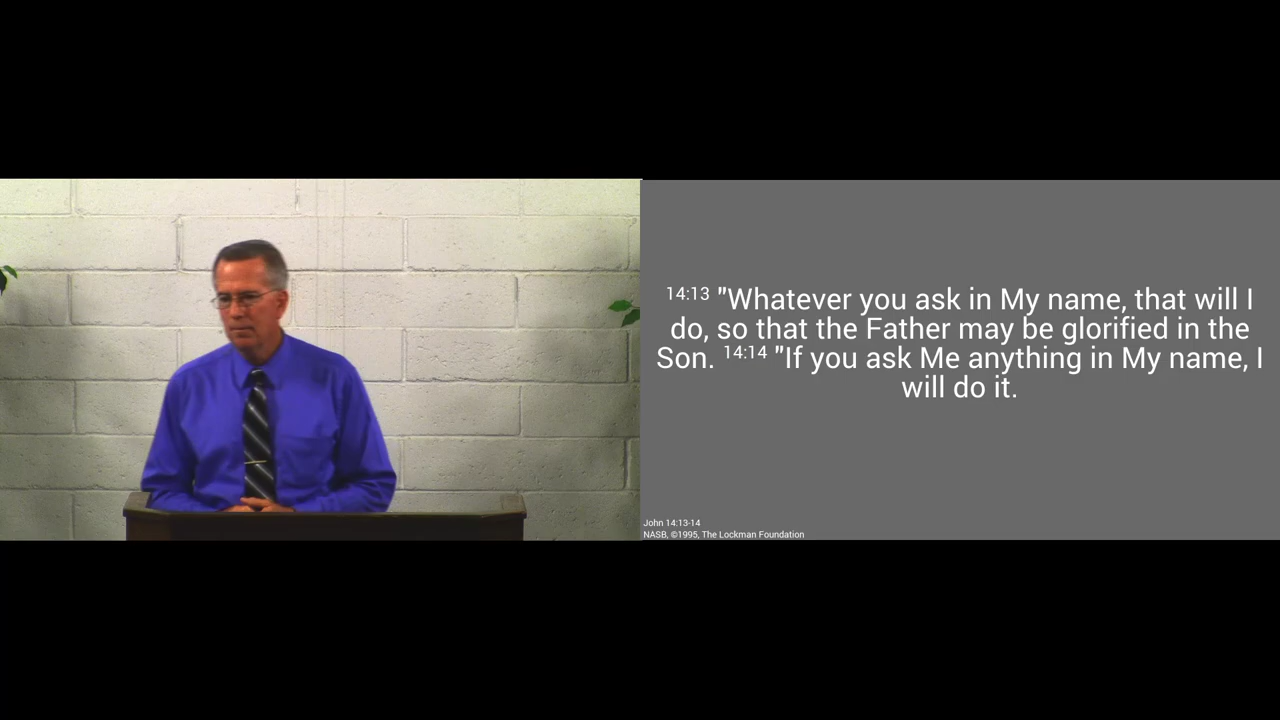 14:13 "Whatever you ask in My name, that will I
do, so that the Father may be glorified in the
Son. 14:14 "If you ask Me anything in My name, I
will do it.
John 14:13-14
NASB, ©1995, The Lockman Foundation